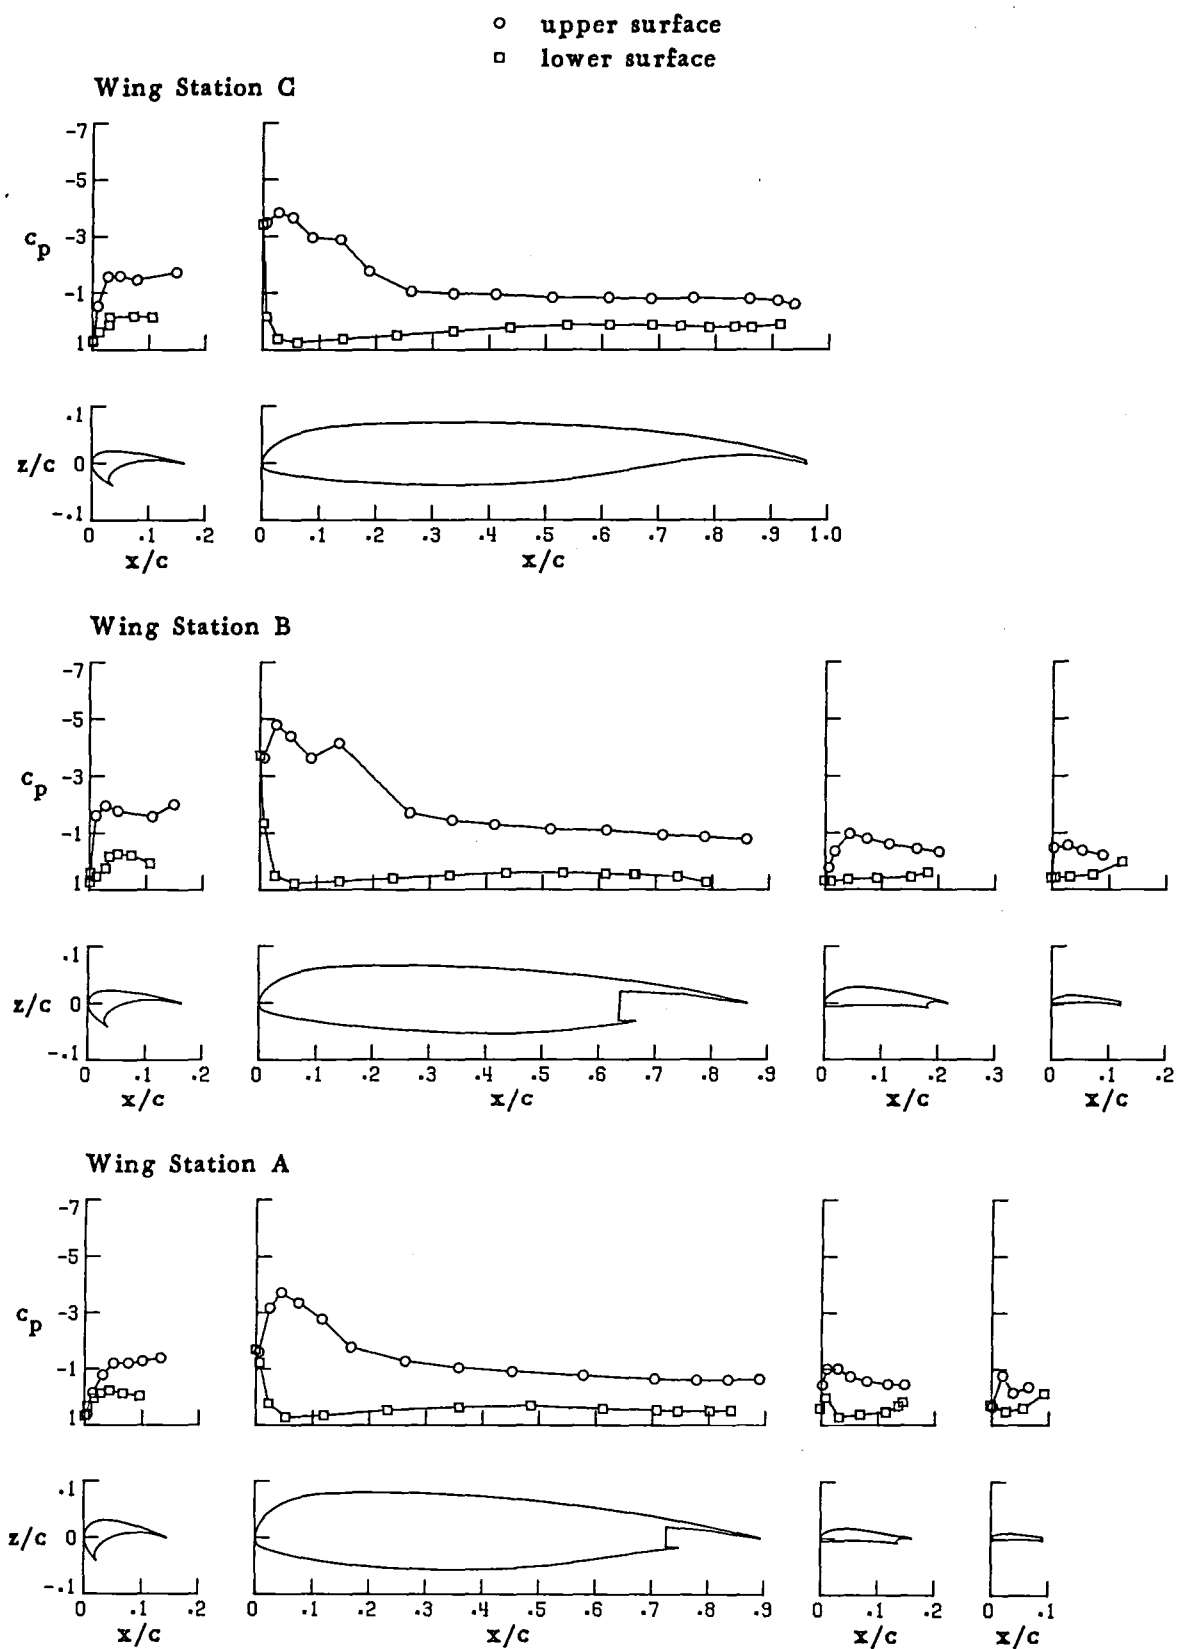 upper surface
lower surface
Wing Station C
-7
-5
-3
-1
1
cp
.1
0
-.1
z/c
0 .1 .2
x/c
0 .1 .2 .3 .4 .5 .6 .7 .8 .9 1.0
x/c
Wing Station B
-7
-5
-3
-1
1
cp
.1
0
-.1
z/c
0 .1 .2
x/c
0 .1 .2 .3 .4 .5 .6 .7 .8 .9
x/c
0 .1 .2 .3
x/c
0 .1 .2
x/c
Wing Station A
-7
-5
-3
-1
1
cp
.1
0
-.1
z/c
0 .1 .2
x/c
0 .1 .2 .3 .4 .5 .6 .7 .8 .9
x/c
0 .1 .2
x/c
0 .1
x/c